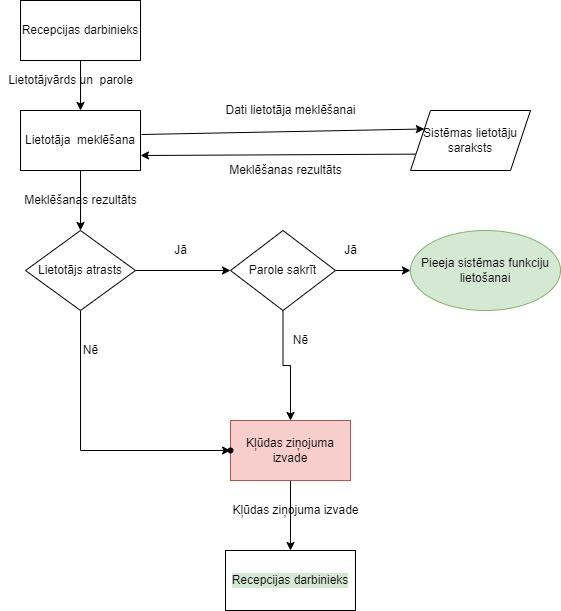 Recepcijas darbinieks
Lietotājvārds un parole
Dati lietotāja meklēšanai
Lietotāja meklēšana
Sistēmas lietotāju
saraksts
Meklēšanas rezultāts
Meklēšanas rezultāts
Lietotājs atrasts
Jā
Parole sakrīt
Jā
Pieeja sistēmas funkciju
lietošanai
Nē
Nē
Kļūdas ziņojuma
izvade
Kļūdas ziņojuma izvade
Recepcijas darbinieks